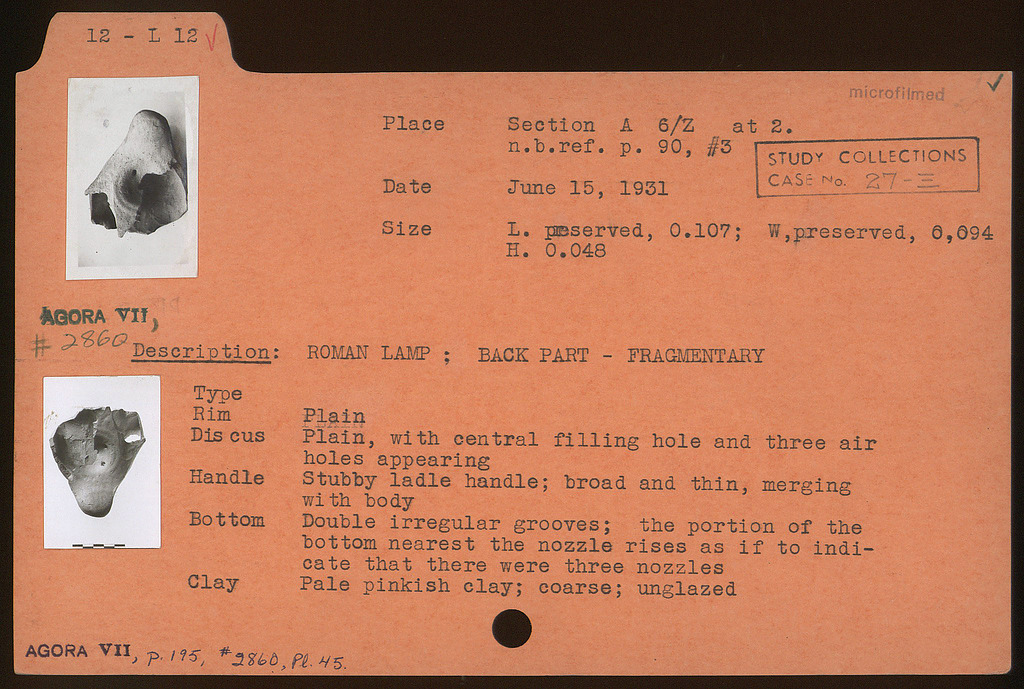 12 - L 12 ✓
microfilmed ✓
Place Section A 6/Z at 2.
n.b.ref. p. 90, #3
STUDY COLLECTIONS
CASE No. 27-Ξ
Date June 15, 1931
Size L. preserved, 0.107; W,preserved, 0,094
H. 0.048
AGORA VII,
# 2860
Description: ROMAN LAMP ; BACK PART - FRAGMENTARY
Type
Rim Plain
Discus Plain, with central filling hole and three air
holes appearing
Handle Stubby ladle handle; broad and thin, merging
with body
Bottom Double irregular grooves; the portion of the
bottom nearest the nozzle rises as if to indi-
cate that there were three nozzles
Clay Pale pinkish clay; coarse; unglazed
AGORA VII, p. 195, #2860, Pl. 45.